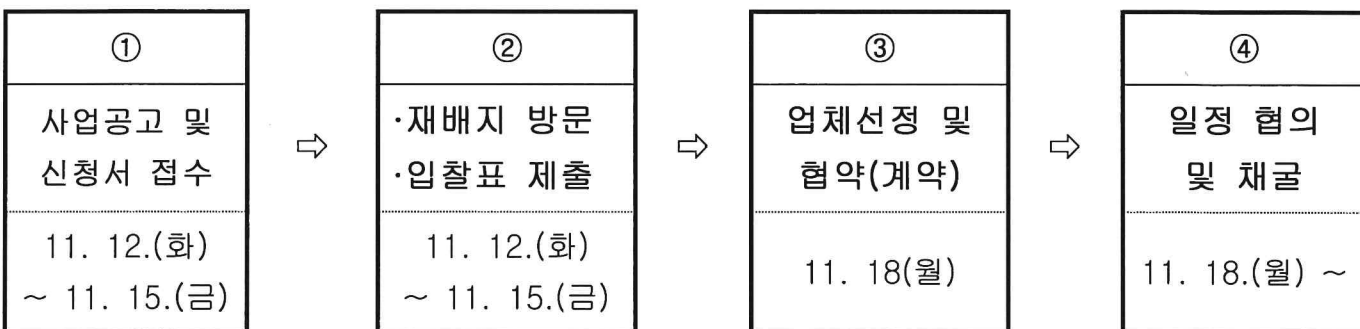 ①
사업공고 및
신청서 접수
11. 12.(화)
~ 11. 15.(금)
⇨
②
·재배지 방문
·입찰표 제출
11. 12.(화)
~ 11. 15.(금)
⇨
③
업체선정 및
협약(계약)
11. 18(월)
⇨
④
일정 협의
및 채굴
11. 18.(월) ~